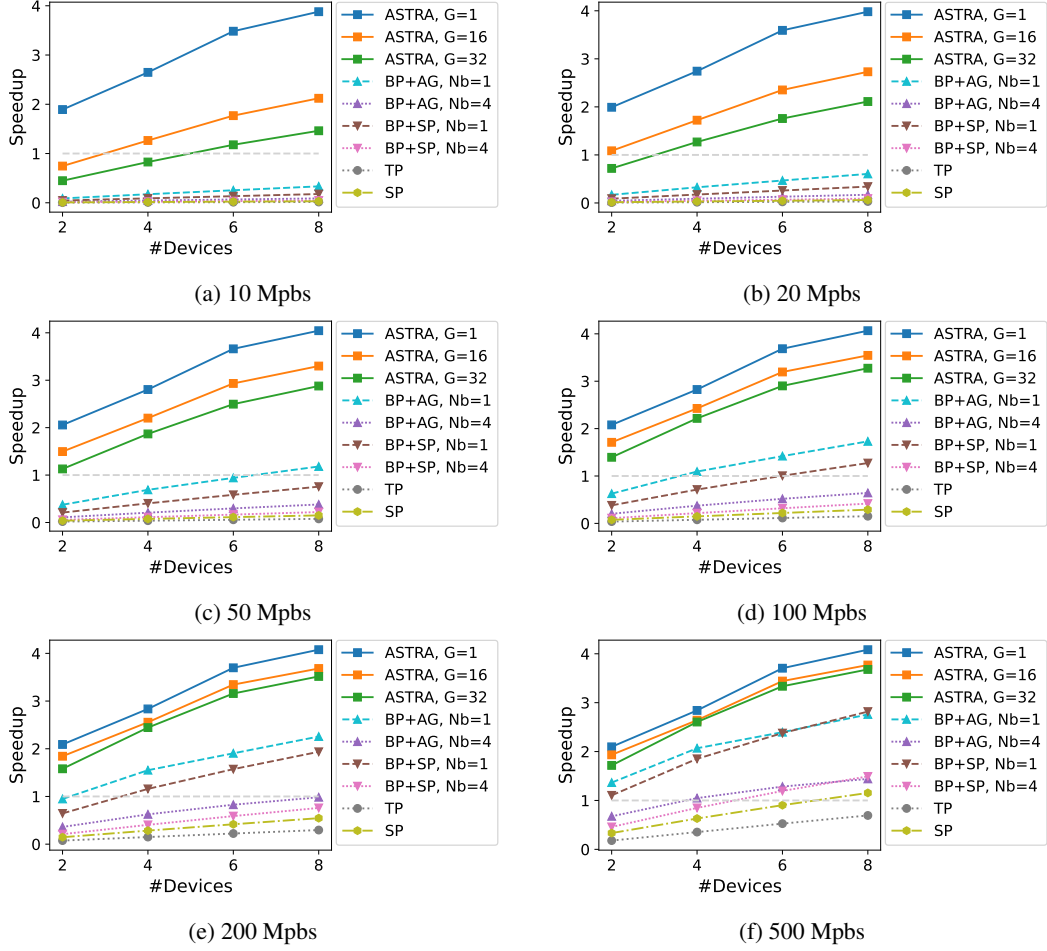 4
3
2
1
0
Speedup
2 4 6 8
#Devices
ASTRA, G=1
ASTRA, G=16
ASTRA, G=32
BP+AG, Nb=1
BP+AG, Nb=4
BP+SP, Nb=1
BP+SP, Nb=4
TP
SP
(a) 10 Mpbs
4
3
2
1
0
Speedup
2 4 6 8
#Devices
ASTRA, G=1
ASTRA, G=16
ASTRA, G=32
BP+AG, Nb=1
BP+AG, Nb=4
BP+SP, Nb=1
BP+SP, Nb=4
TP
SP
(b) 20 Mpbs
4
3
2
1
0
Speedup
2 4 6 8
#Devices
ASTRA, G=1
ASTRA, G=16
ASTRA, G=32
BP+AG, Nb=1
BP+AG, Nb=4
BP+SP, Nb=1
BP+SP, Nb=4
TP
SP
(c) 50 Mpbs
4
3
2
1
0
Speedup
2 4 6 8
#Devices
ASTRA, G=1
ASTRA, G=16
ASTRA, G=32
BP+AG, Nb=1
BP+AG, Nb=4
BP+SP, Nb=1
BP+SP, Nb=4
TP
SP
(d) 100 Mpbs
4
3
2
1
0
Speedup
2 4 6 8
#Devices
ASTRA, G=1
ASTRA, G=16
ASTRA, G=32
BP+AG, Nb=1
BP+AG, Nb=4
BP+SP, Nb=1
BP+SP, Nb=4
TP
SP
(e) 200 Mpbs
4
3
2
1
0
Speedup
2 4 6 8
#Devices
ASTRA, G=1
ASTRA, G=16
ASTRA, G=32
BP+AG, Nb=1
BP+AG, Nb=4
BP+SP, Nb=1
BP+SP, Nb=4
TP
SP
(f) 500 Mpbs